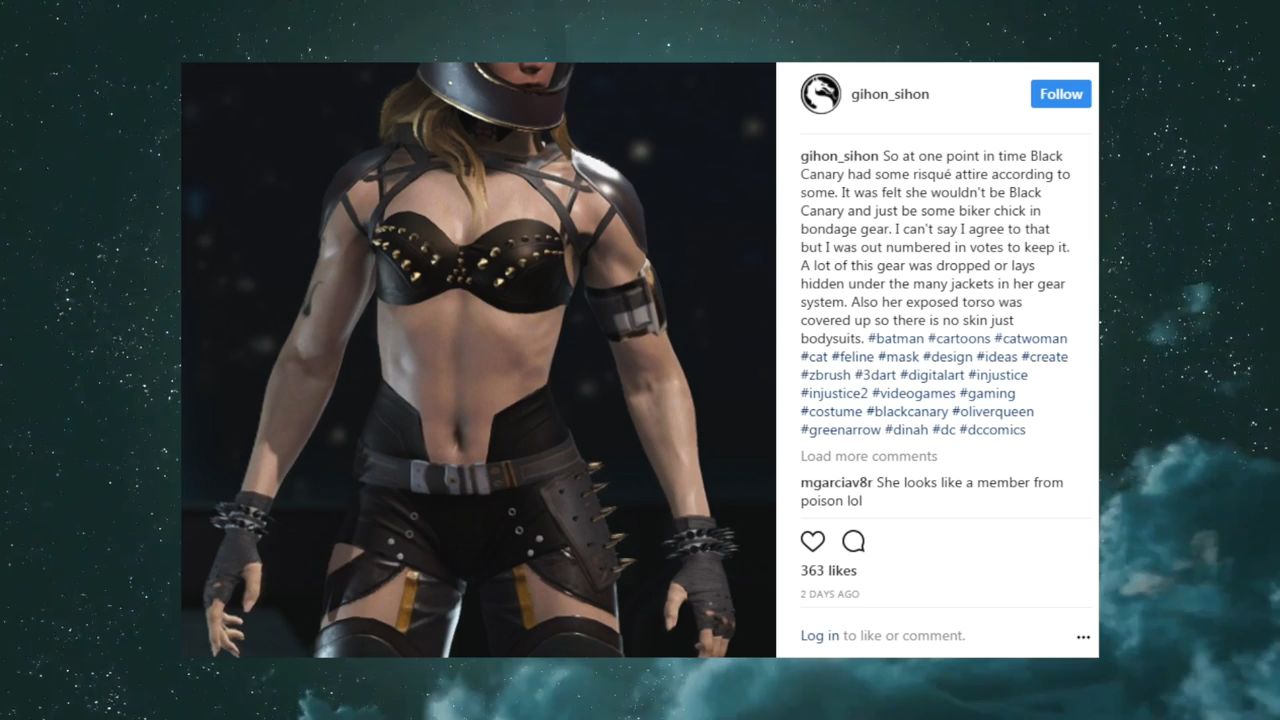 gihon_sihon
Follow
gihon_sihon So at one point in time Black
Canary had some risqué attire according to
some. It was felt she wouldn't be Black
Canary and just be some biker chick in
bondage gear. I can't say I agree to that
but I was out numbered in votes to keep it.
A lot of this gear was dropped or lays
hidden under the many jackets in her gear
system. Also her exposed torso was
covered up so there is no skin just
bodysuits. #batman #cartoons #catwoman
#cat #feline #mask #design #ideas #create
#zbrush #3dart #digitalart #injustice
#injustice2 #videogames #gaming
#costume #blackcanary #oliverqueen
#greenarrow #dinah #dc #dccomics
Load more comments
mgarciav8r She looks like a member from
poison lol
363 likes
2 DAYS AGO
Log in to like or comment.